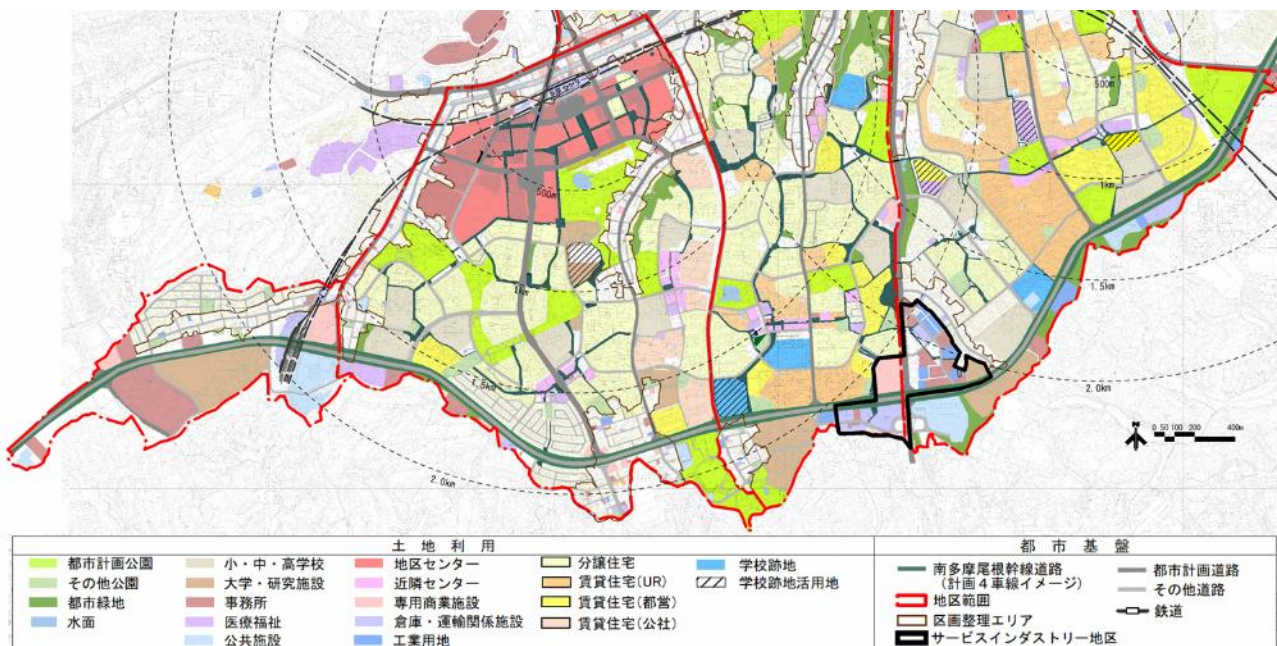 500m
500m
1km
1km
1.5km
1.5km
2.0km
2.0km
N
0 50 100 200 400m
土地利用
都市計画公園
その他公園
都市緑地
水面
小・中・高学校
大学・研究施設
事務所
医療福祉
公共施設
地区センター
近隣センター
専用商業施設
倉庫・運輸関係施設
工業用地
分譲住宅
賃貸住宅(UR)
賃貸住宅(都営)
賃貸住宅(公社)
学校跡地
学校跡地活用地
都市基盤
南多摩尾根幹線道路
(計画4車線イメージ)
地区範囲
区画整理エリア
サービスインダストリー地区
都市計画道路
その他道路
鉄道